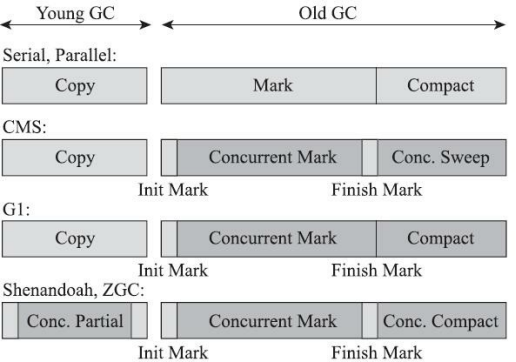 Young GC Old GC
Serial, Parallel:
Copy Mark Compact
CMS:
Copy Concurrent Mark Conc. Sweep
Init Mark Finish Mark
G1:
Copy Concurrent Mark Compact
Init Mark Finish Mark
Shenandoah, ZGC:
Conc. Partial Concurrent Mark Conc. Compact
Init Mark Finish Mark